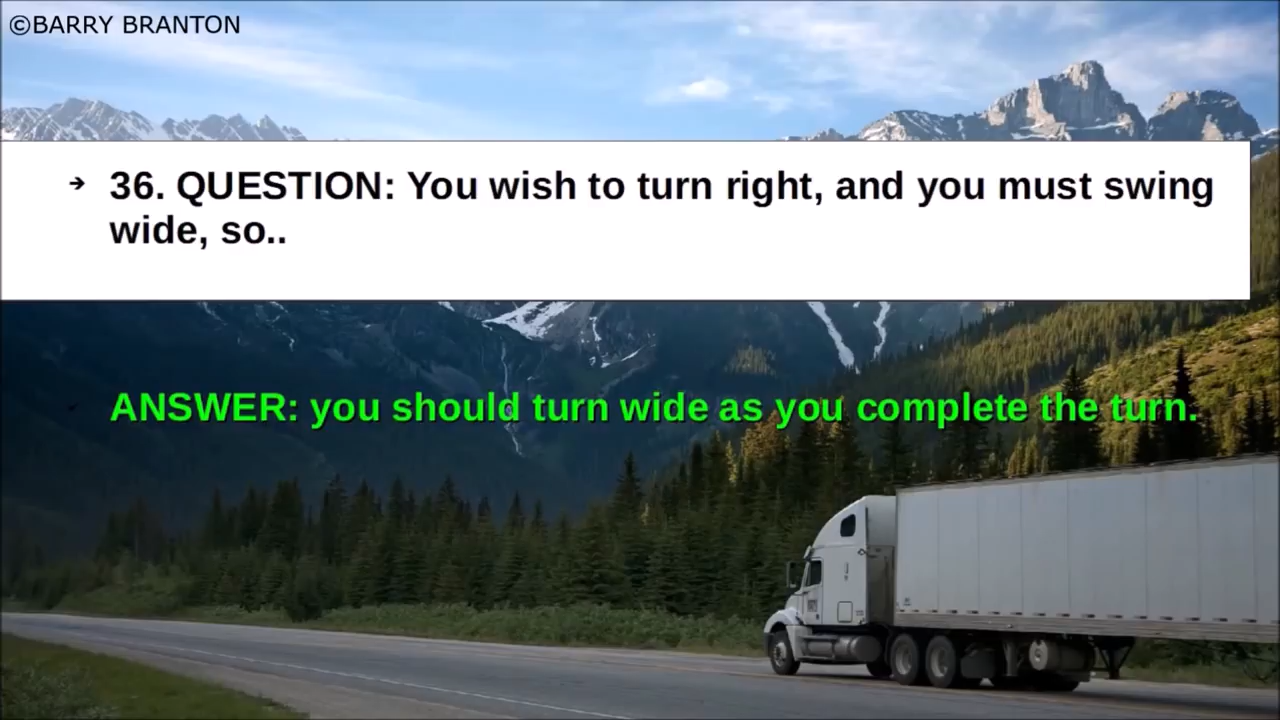 ©BARRY BRANTON
➔ 36. QUESTION: You wish to turn right, and you must swing
wide, so..
ANSWER: you should turn wide as you complete the turn.